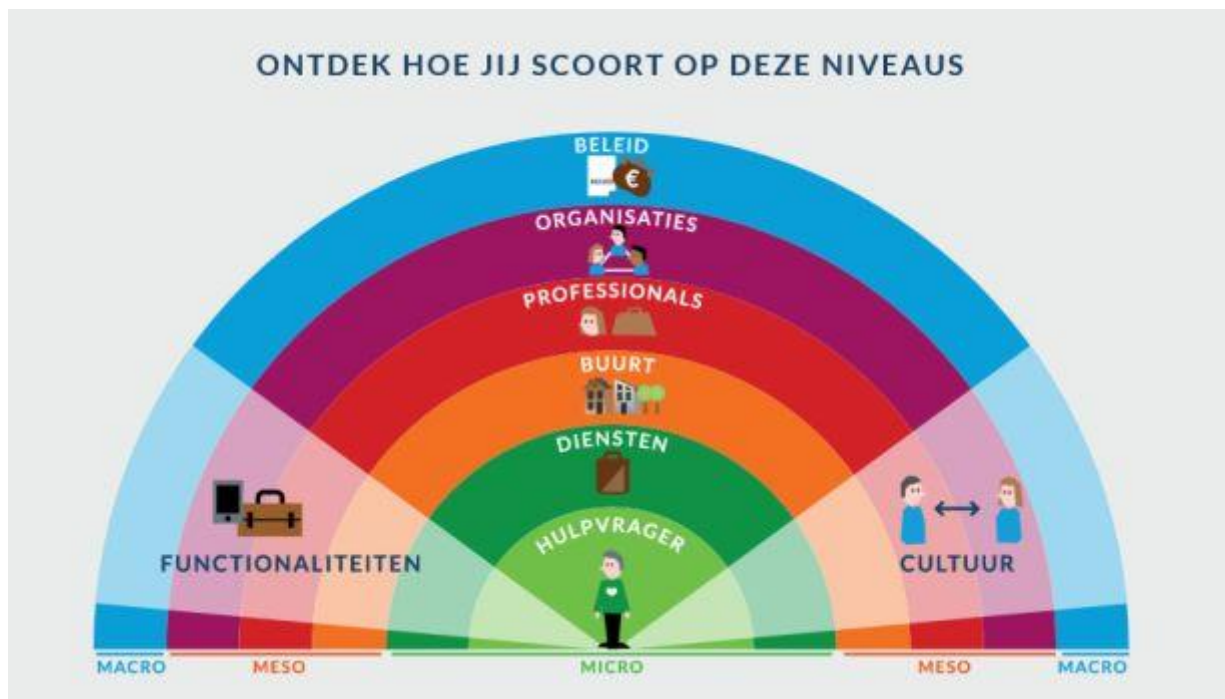 ONTDEK HOE JIJ SCOORT OP DEZE NIVEAUS
BELEID
€
ORGANISATIES
PROFESSIONALS
BUURT
DIENSTEN
HULPVRAGER
FUNCTIONALITEITEN
CULTUUR
MACRO
MESO
MICRO
MESO
MACRO